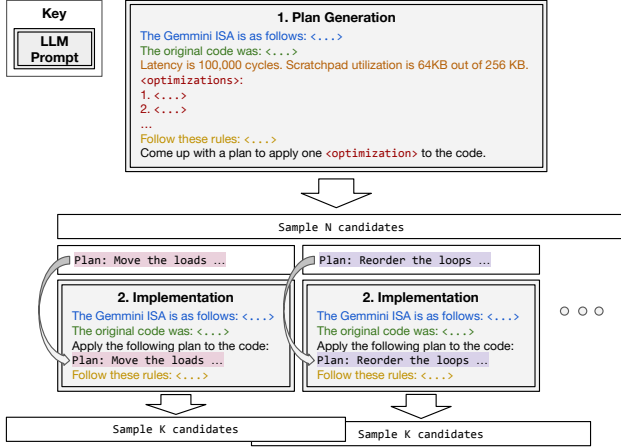 Key
LLM
Prompt
1. Plan Generation
The Gemmini ISA is as follows: <...>
The original code was: <...>
Latency is 100,000 cycles. Scratchpad utilization is 64KB out of 256 KB.
<optimizations>:
1. <...>
2. <...>
...
Follow these rules: <...>
Come up with a plan to apply one <optimization> to the code.
Sample N candidates
Plan: Move the loads ...
2. Implementation
The Gemmini ISA is as follows: <...>
The original code was: <...>
Apply the following plan to the code:
Plan: Move the loads ...
Follow these rules: <...>
Sample K candidates
Plan: Reorder the loops ...
2. Implementation
The Gemmini ISA is as follows: <...>
The original code was: <...>
Apply the following plan to the code:
Plan: Reorder the loops ...
Follow these rules: <...>
Sample K candidates